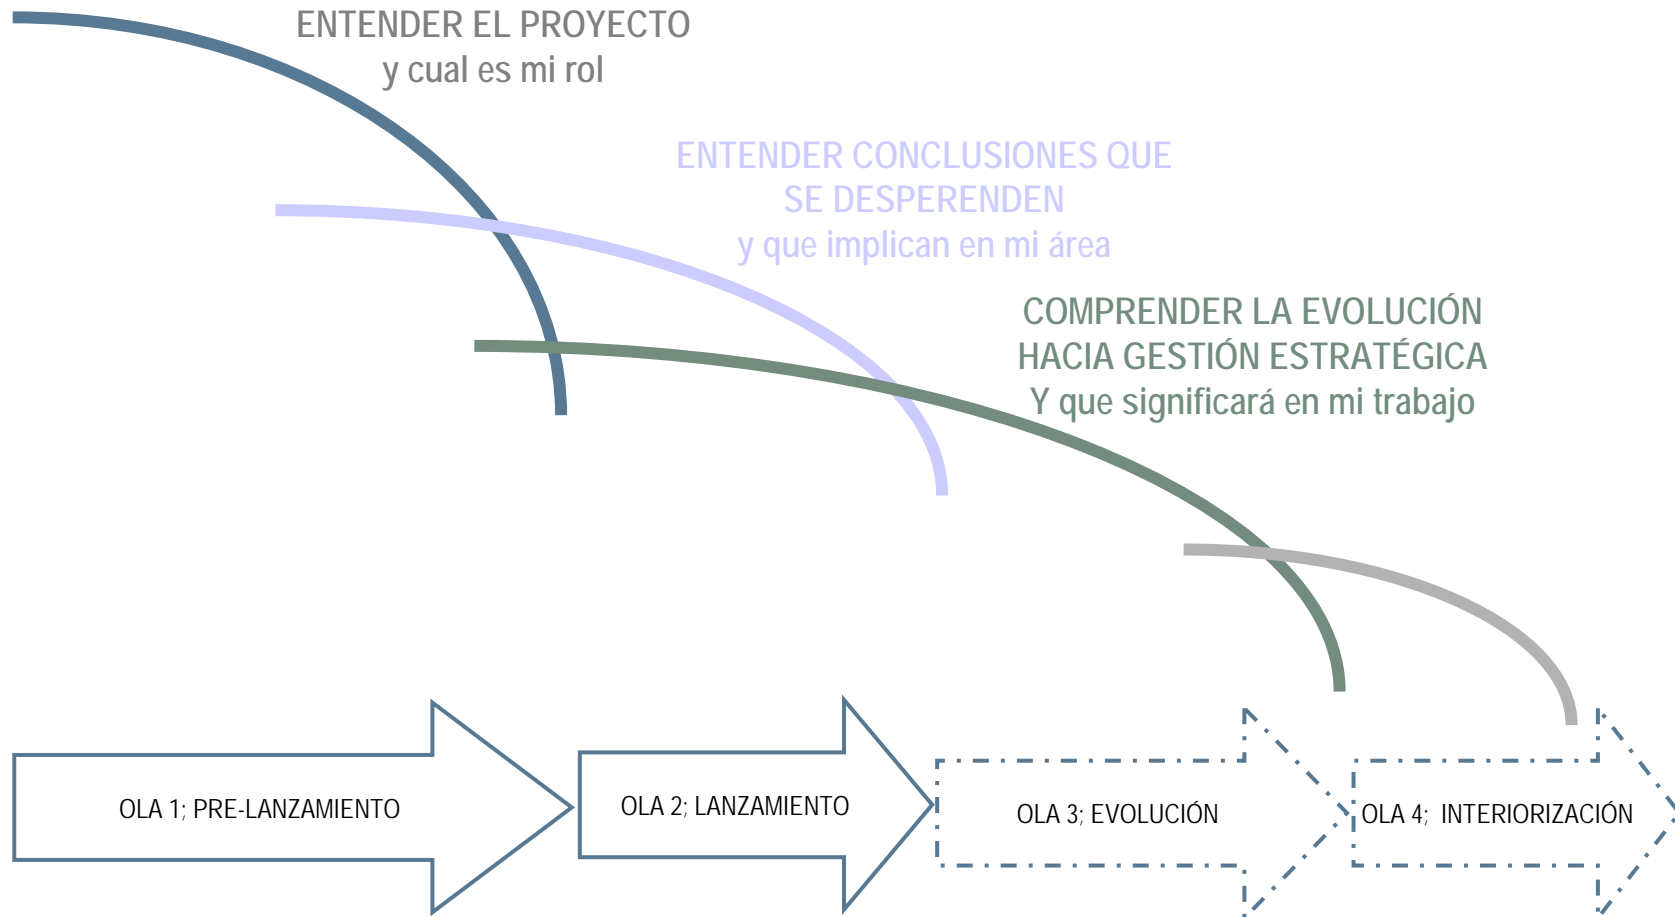 ENTENDER EL PROYECTO
y cual es mi rol
ENTENDER CONCLUSIONES QUE
SE DESPERENDEN
y que implican en mi área
COMPRENDER LA EVOLUCIÓN
HACIA GESTIÓN ESTRATÉGICA
Y que significará en mi trabajo
OLA 1; PRE-LANZAMIENTO
OLA 2; LANZAMIENTO
OLA 3; EVOLUCIÓN
OLA 4; INTERIORIZACIÓN